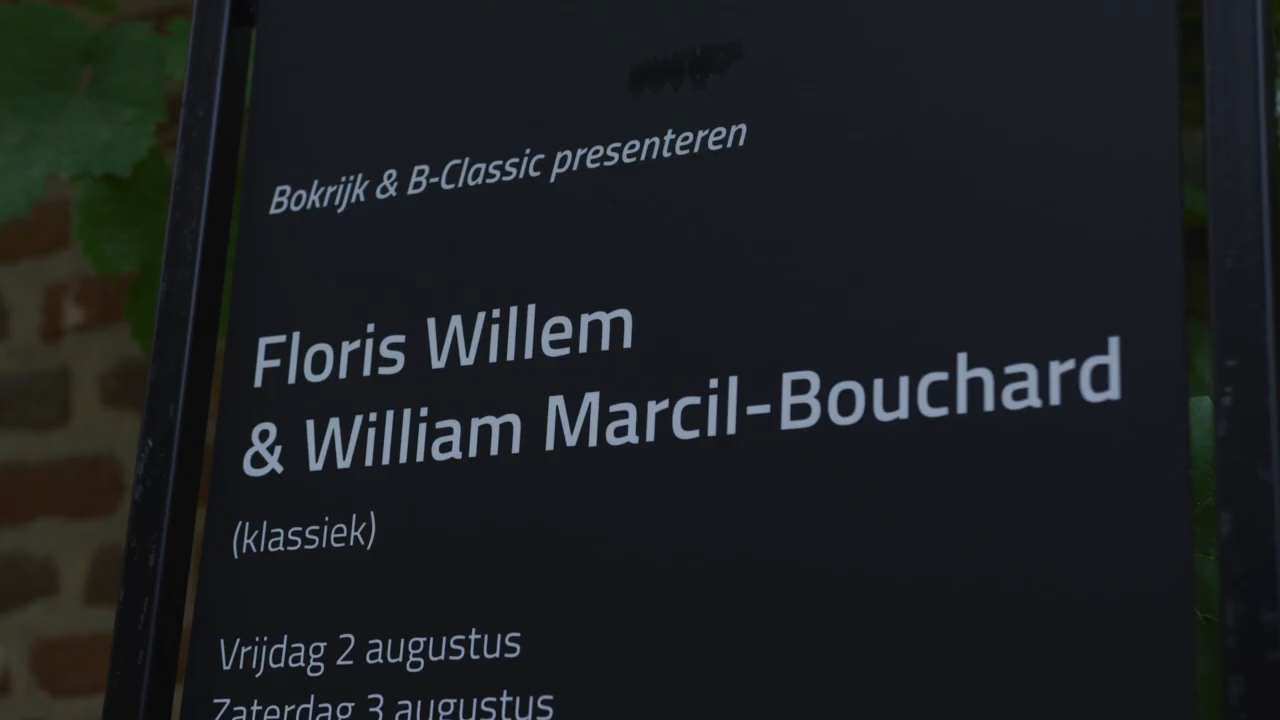 Bokrijk & B-Classic presenteren
Floris Willem
& William Marcil-Bouchard
(klassiek)
Vrijdag 2 augustus
Zaterdag 3 augustus